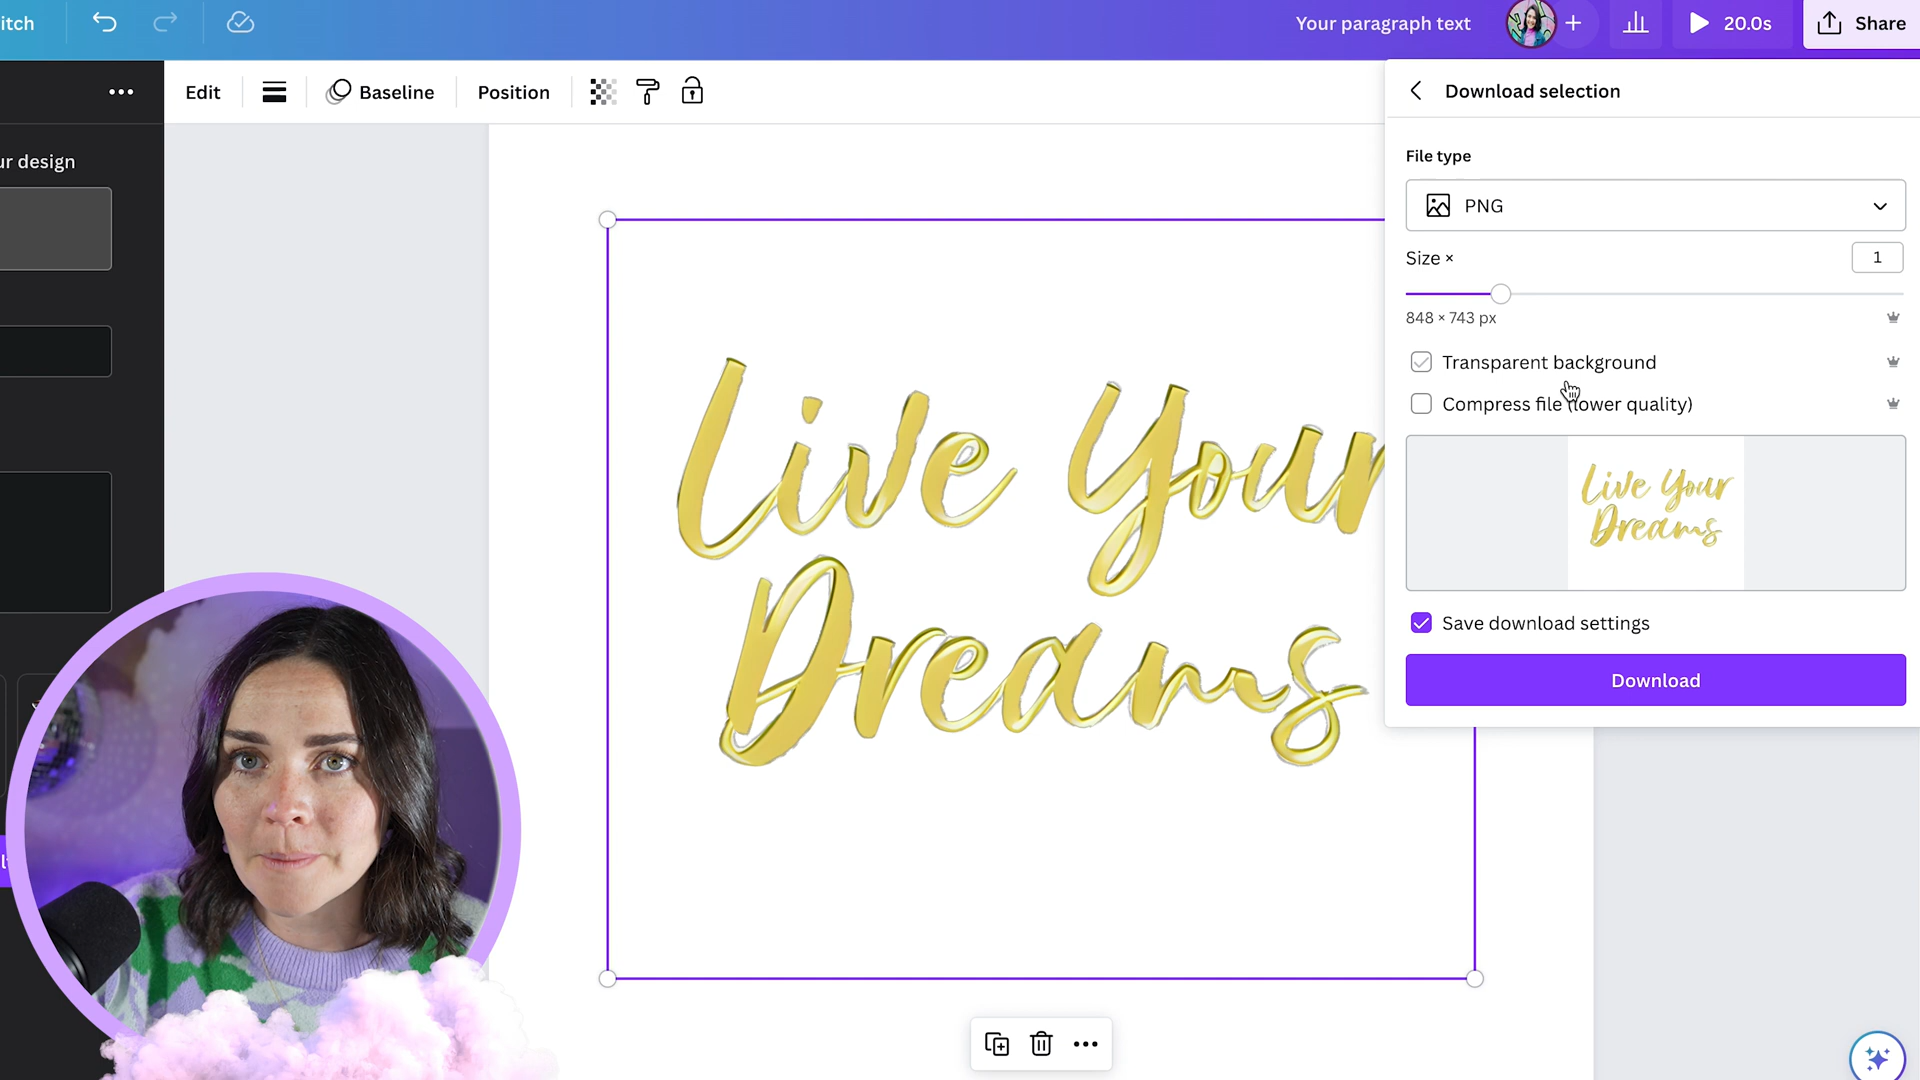 itch
Your paragraph text
20.0s
Share
Edit
Baseline
Position
Download selection
ur design
File type
PNG
Size ×
1
848 × 743 px
Transparent background
Compress file (lower quality)
Live Your
Dreams
Live Your
Dreams
Save download settings
Download